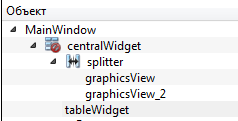 Объект
MainWindow
centralWidget
splitter
graphicsView
graphicsView_2
tableWidget